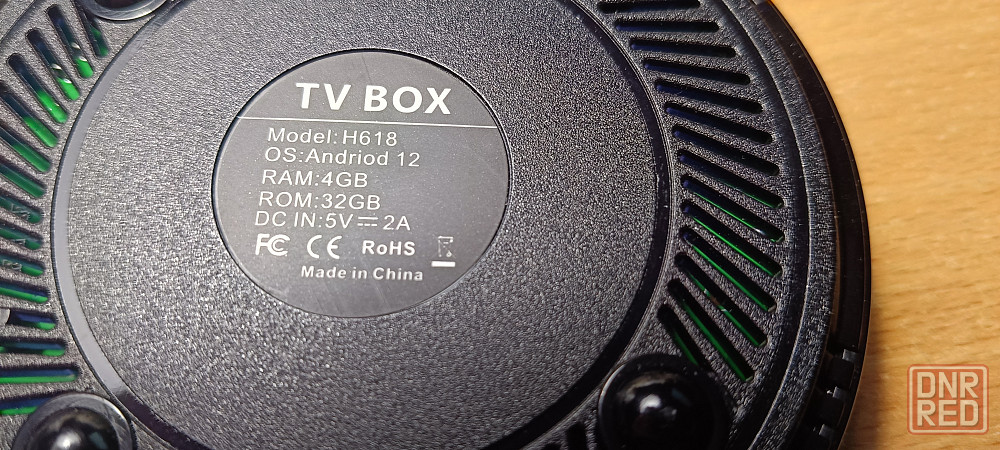 TV BOX
Model:H618
OS:Andriod 12
RAM:4GB
ROM:32GB
DC IN:5V⎓2A
FC CE RoHS
Made in China
DNR
RED